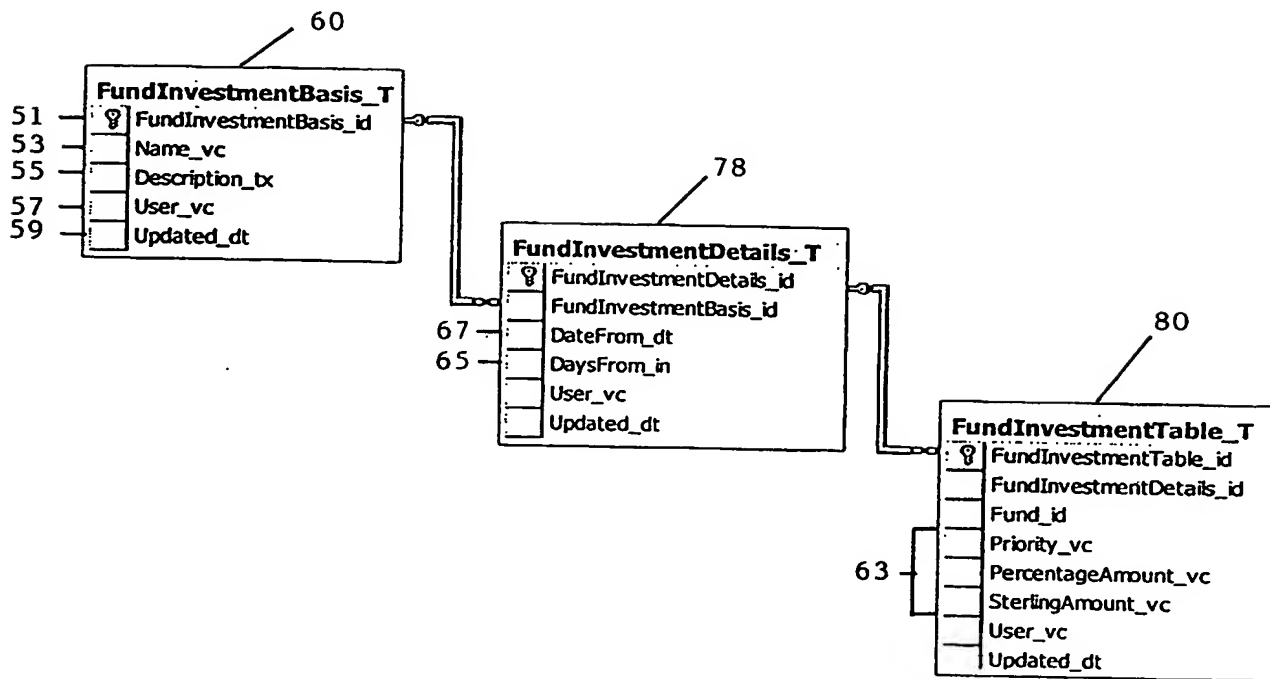 60
FundInvestmentBasis_T
51 FundInvestmentBasis_id
53 Name_vc
55 Description_tx
57 User_vc
59 Updated_dt
78
FundInvestmentDetails_T
FundInvestmentDetails_id
FundInvestmentBasis_id
67 DateFrom_dt
65 DaysFrom_in
User_vc
Updated_dt
80
FundInvestmentTable_T
FundInvestmentTable_id
FundInvestmentDetails_id
Fund_id
Priority_vc
63 PercentageAmount_vc
SterlingAmount_vc
User_vc
Updated_dt